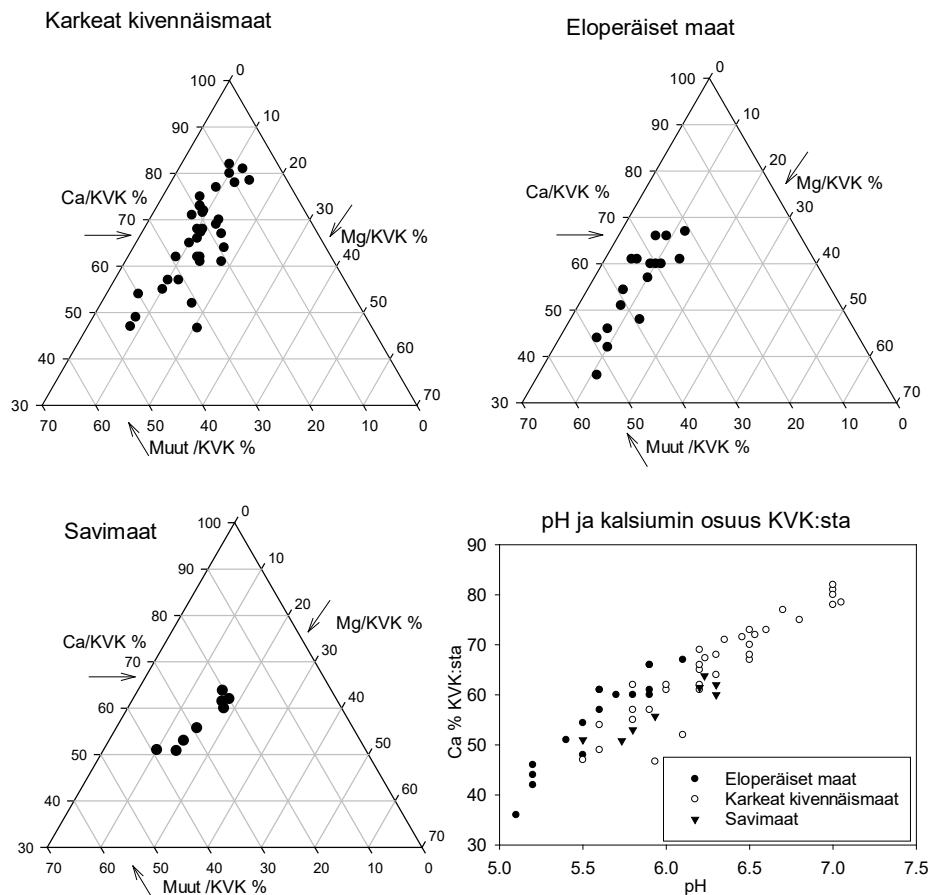 Karkeat kivennäismaat
100 0
90 10
80 20
Ca/KVK %
70 30
Mg/KVK %
60 40
50 50
40 60
30 70
70 60 50 40 30 20 10 0
Muut /KVK %
Eloperäiset maat
100 0
90 10
80 20
Ca/KVK %
Mg/KVK %
70 30
60 40
50 50
40 60
30 70
70 60 50 40 30 20 10 0
Muut /KVK %
Savimaat
100 0
90 10
80 20
Mg/KVK %
Ca/KVK %
70 30
60 40
50 50
40 60
30 70
70 60 50 40 30 20 10 0
Muut /KVK %
pH ja kalsiumin osuus KVK:sta
Ca % KVK:sta
90
80
70
60
50
40
30
Eloperäiset maat
Karkeat kivennäismaat
Savimaat
5.0 5.5 6.0 6.5 7.0 7.5
pH